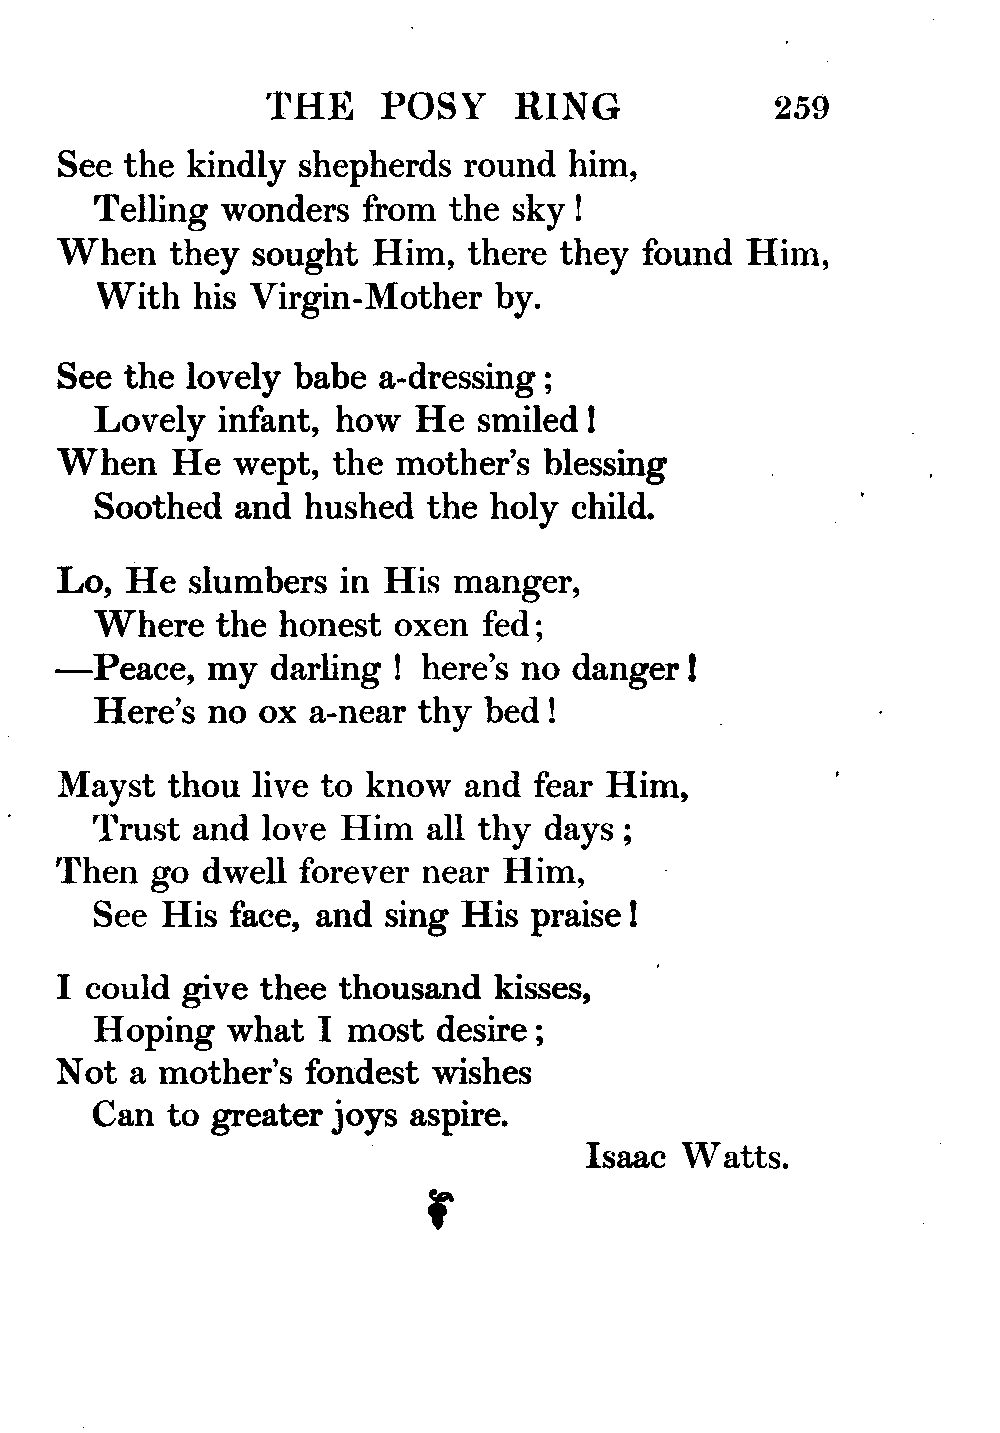 THE POSY RING 259
See the kindly shepherds round him,
Telling wonders from the sky!
When they sought Him, there they found Him,
With his Virgin-Mother by.
See the lovely babe a-dressing;
Lovely infant, how He smiled!
When He wept, the mother's blessing
Soothed and hushed the holy child.
Lo, He slumbers in His manger,
Where the honest oxen fed;
—Peace, my darling! here's no danger!
Here's no ox a-near thy bed!
Mayst thou live to know and fear Him,
Trust and love Him all thy days;
Then go dwell forever near Him,
See His face, and sing His praise!
I could give thee thousand kisses,
Hoping what I most desire;
Not a mother's fondest wishes
Can to greater joys aspire.
Isaac Watts.